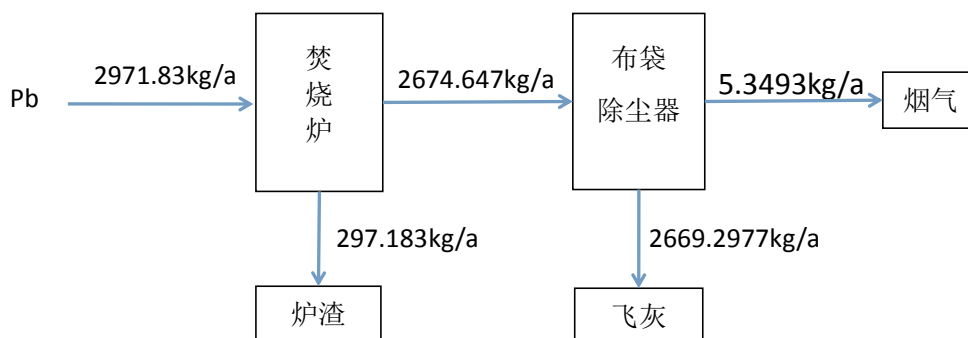 Pb
2971.83kg/a
焚
烧
炉
2674.647kg/a
布袋
除尘器
5.3493kg/a
烟气
297.183kg/a
2669.2977kg/a
炉渣
飞灰